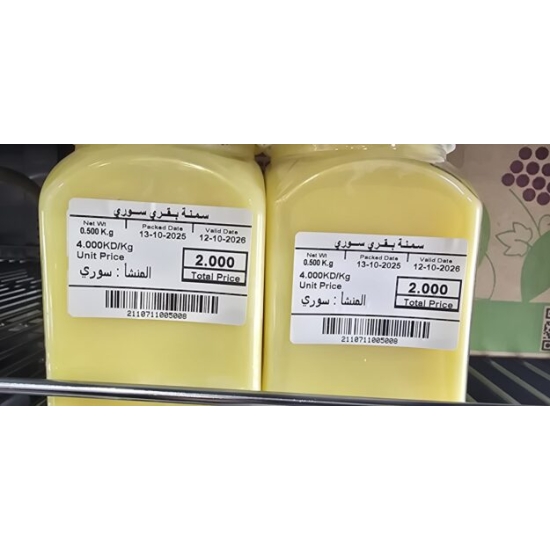 سمنة بقري سوري
Net Wt Packed Date Valid Date
0.500 K.g 13-10-2025 12-10-2026
4.000KD/Kg
Unit Price
2.000
Total Price
المنشأ : سوري
2110711005008
سمنة بقري سوري
Net Wt Packed Date Valid Date
0.500 K.g 13-10-2025 12-10-2026
4.000KD/Kg
Unit Price
2.000
Total Price
المنشأ : سوري
2110711005008